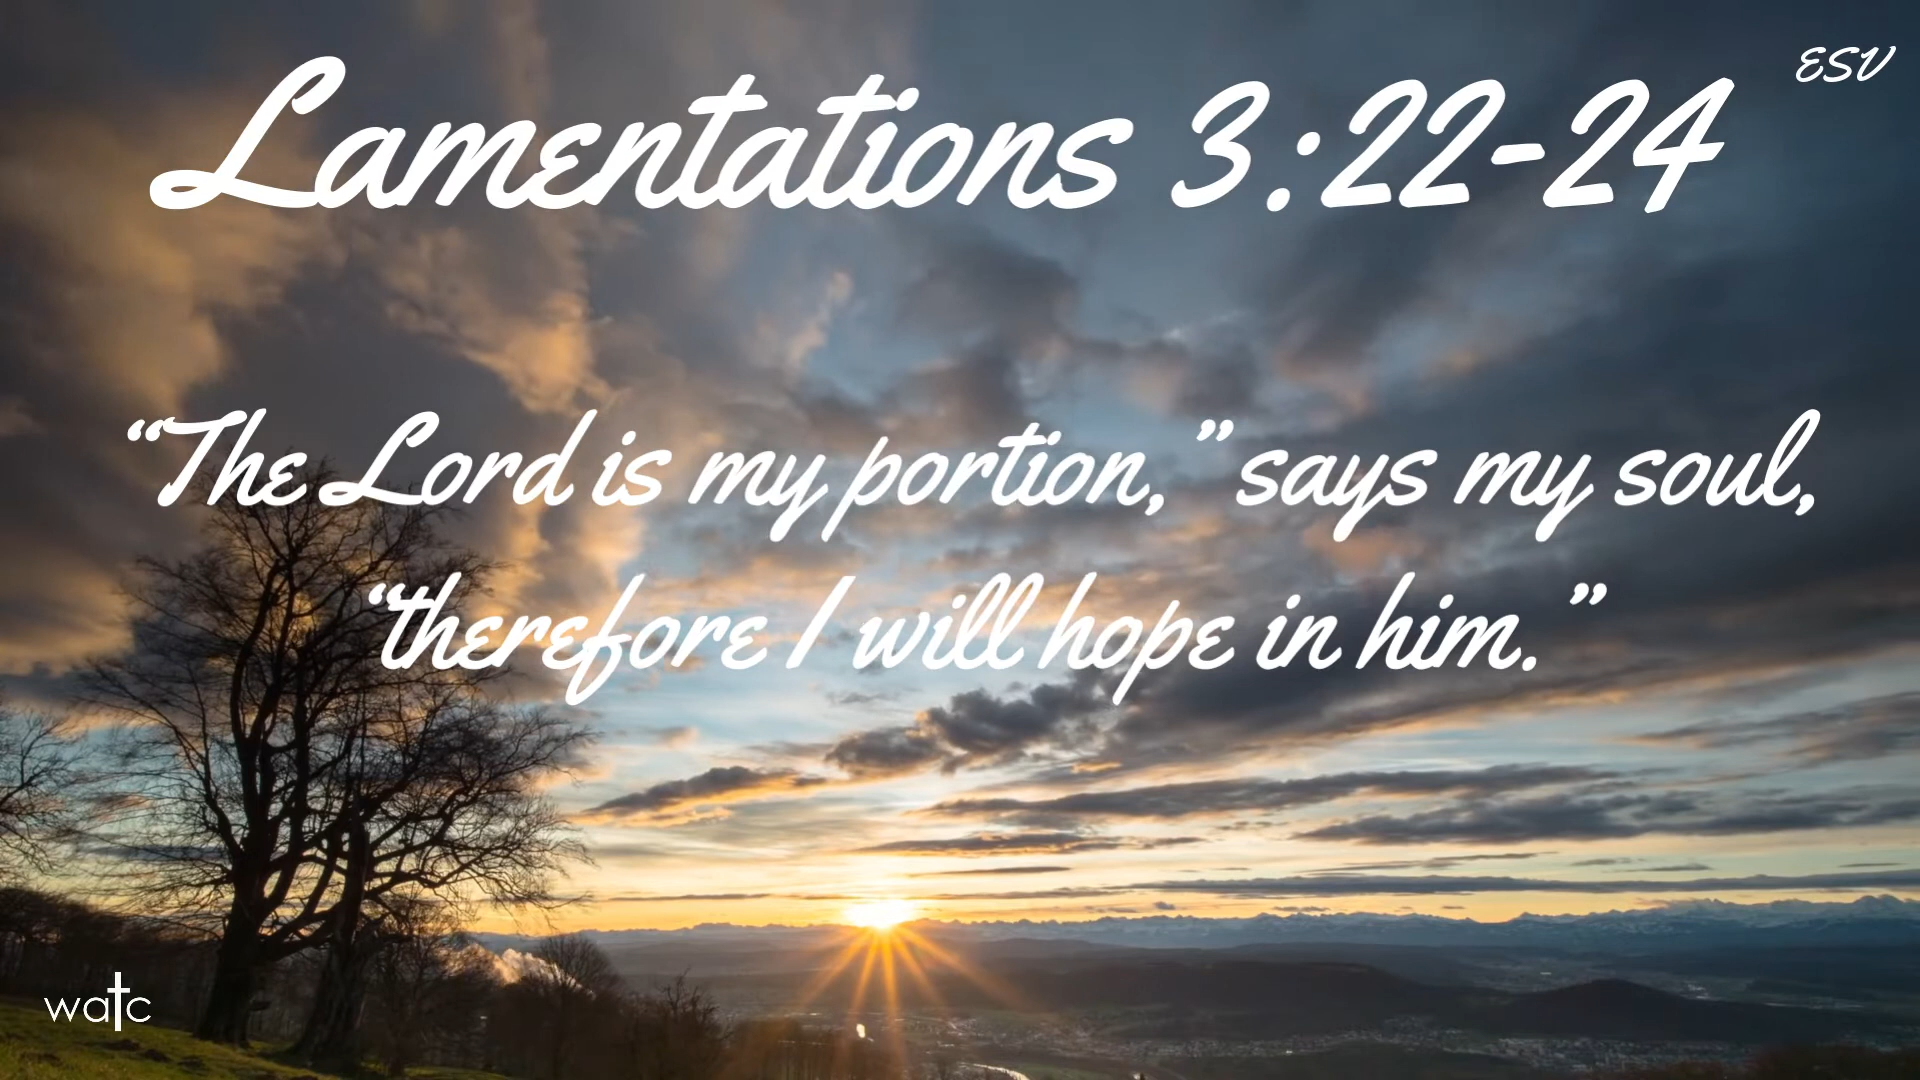 Lamentations 3:22-24
ESV
“The Lord is my portion,” says my soul,
“therefore I will hope in him.”
watc